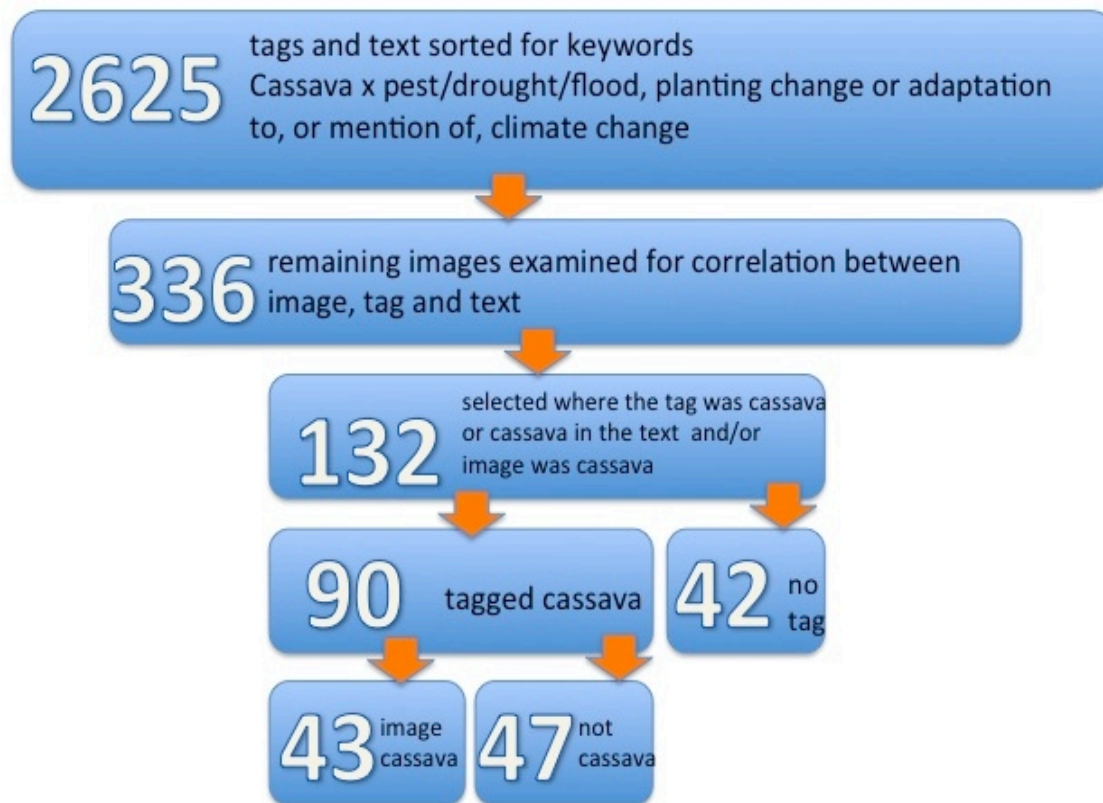 2625
tags and text sorted for keywords
Cassava x pest/drought/flood, planting change or adaptation
to, or mention of, climate change
336
remaining images examined for correlation between
image, tag and text
132
selected where the tag was cassava
or cassava in the text and/or
image was cassava
90
tagged cassava
42
no
tag
43
image
cassava
47
not
cassava